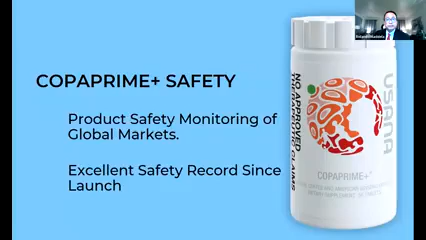 COPAPRIME+ SAFETY
Product Safety Monitoring of
Global Markets.
Excellent Safety Record Since
Launch
USANA
NO APPROVED
THERAPEUTIC CLAIMS
COPAPRIME+